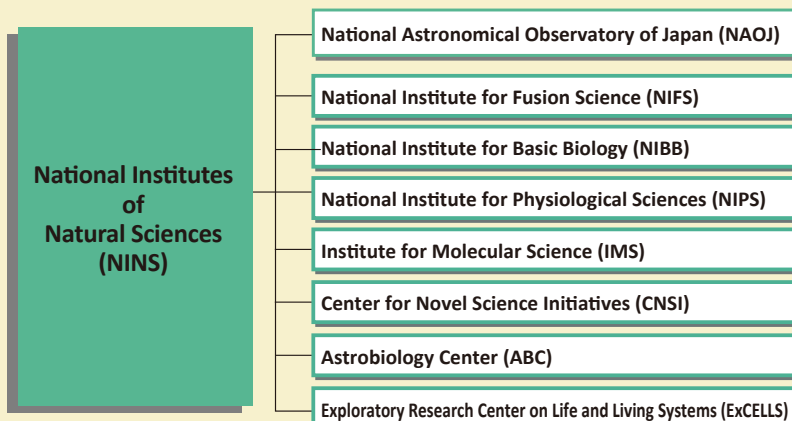 National Institutes
of
Natural Sciences
(NINS)
National Astronomical Observatory of Japan (NAOJ)
National Institute for Fusion Science (NIFS)
National Institute for Basic Biology (NIBB)
National Institute for Physiological Sciences (NIPS)
Institute for Molecular Science (IMS)
Center for Novel Science Initiatives (CNSI)
Astrobiology Center (ABC)
Exploratory Research Center on Life and Living Systems (ExCELLS)